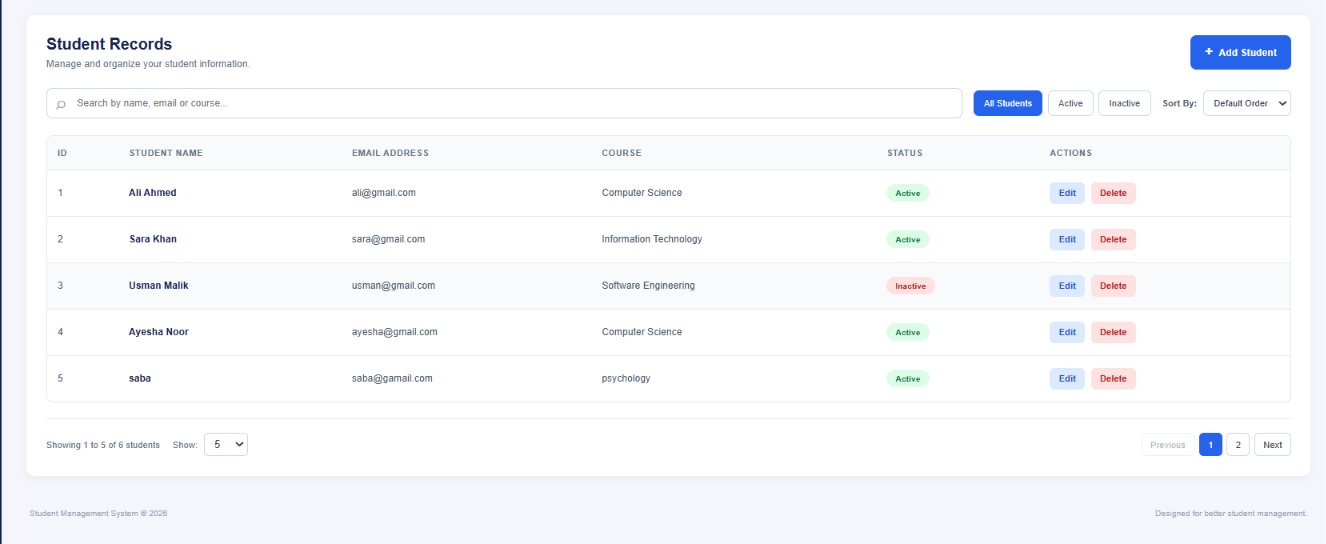 Student Records
Manage and organize your student information.
+ Add Student
Search by name, email or course...
All Students Active Inactive Sort By: Default Order
ID STUDENT NAME EMAIL ADDRESS COURSE STATUS ACTIONS
1 Ali Ahmed ali@gmail.com Computer Science Active Edit Delete
2 Sara Khan sara@gmail.com Information Technology Active Edit Delete
3 Usman Malik usman@gmail.com Software Engineering Inactive Edit Delete
4 Ayesha Noor ayesha@gmail.com Computer Science Active Edit Delete
5 saba saba@gamail.com psychology Active Edit Delete
Showing 1 to 5 of 6 students Show: 5 Previous 1 2 Next
Student Management System © 2026 Designed for better student management.